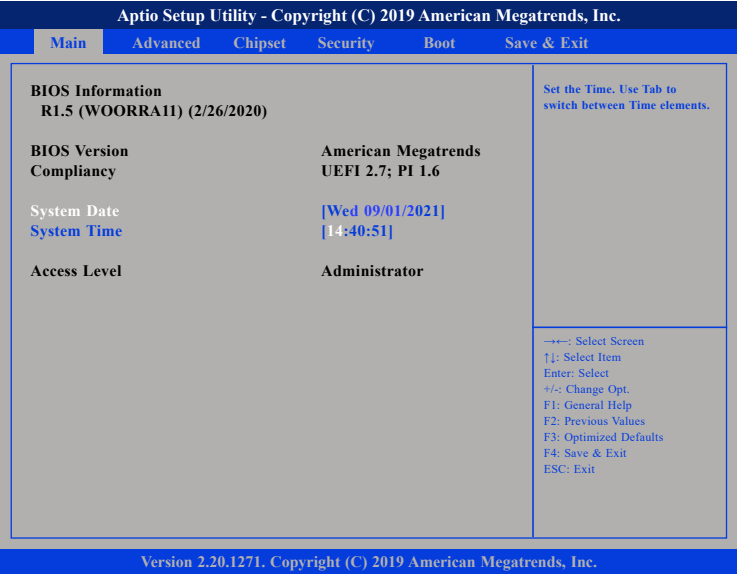 Aptio Setup Utility - Copyright (C) 2019 American Megatrends, Inc.
Main Advanced Chipset Security Boot Save & Exit
BIOS Information
R1.5 (WOORRA11) (2/26/2020)
BIOS Version American Megatrends
Compliancy UEFI 2.7; PI 1.6
System Date [Wed 09/01/2021]
System Time [14:40:51]
Access Level Administrator
Set the Time. Use Tab to
switch between Time elements.
→←: Select Screen
↑↓: Select Item
Enter: Select
+/-: Change Opt.
F1: General Help
F2: Previous Values
F3: Optimized Defaults
F4: Save & Exit
ESC: Exit
Version 2.20.1271. Copyright (C) 2019 American Megatrends, Inc.